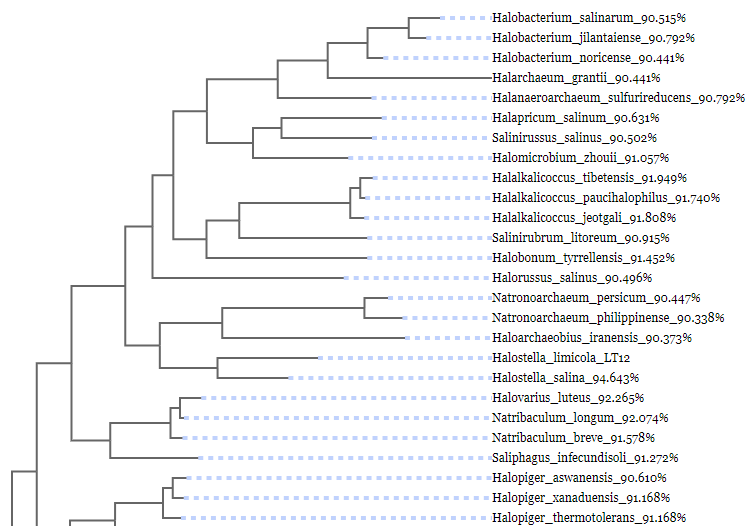 Halobacterium_salinarum_90.515%
Halobacterium_jilantaiense_90.792%
Halobacterium_noricense_90.441%
Halarchaeum_grantii_90.441%
Halanaeroarchaeum_sulfurireducens_90.792%
Halapricum_salinum_90.631%
Salinirussus_salinus_90.502%
Halomicrobium_zhouii_91.057%
Halalkalicoccus_tibetensis_91.949%
Halalkalicoccus_paucihalophilus_91.740%
Halalkalicoccus_jeotgali_91.808%
Salinirubrum_litoreum_90.915%
Halobonum_tyrrellensis_91.452%
Halorussus_salinus_90.496%
Natronoarchaeum_persicum_90.447%
Natronoarchaeum_philippinense_90.338%
Haloarchaeobius_iranensis_90.373%
Halostella_limicola_LT12
Halostella_salina_94.643%
Halovarius_luteus_92.265%
Natribaculum_longum_92.074%
Natribaculum_breve_91.578%
Saliphagus_infecundisoli_91.272%
Halopiger_aswanensis_90.610%
Halopiger_xanaduensis_91.168%
Halopiger_thermotolerans_91.168%